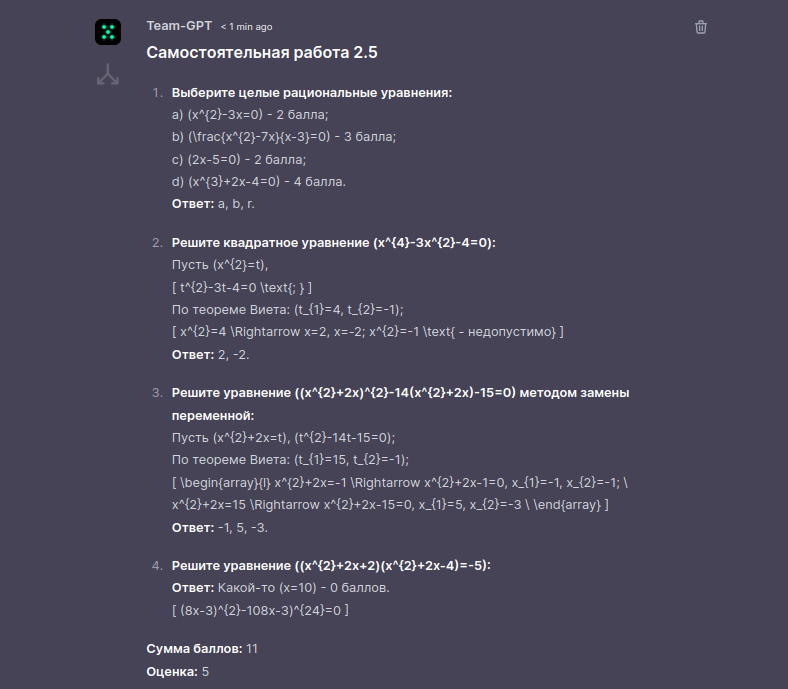 Team-GPT < 1 min ago
Самостоятельная работа 2.5
1. Выберите целые рациональные уравнения:
a) (x^{2}-3x=0) - 2 балла;
b) (\frac{x^{2}-7x}{x-3}=0) - 3 балла;
c) (2x-5=0) - 2 балла;
d) (x^{3}+2x-4=0) - 4 балла.
Ответ: a, b, r.
2. Решите квадратное уравнение (x^{4}-3x^{2}-4=0):
Пусть (x^{2}=t),
[ t^{2}-3t-4=0 \text{; } ]
По теореме Виета: (t_{1}=4, t_{2}=-1);
[ x^{2}=4 \Rightarrow x=2, x=-2; x^{2}=-1 \text{ - недопустимо} ]
Ответ: 2, -2.
3. Решите уравнение ((x^{2}+2x)^{2}-14(x^{2}+2x)-15=0) методом замены
переменной:
Пусть (x^{2}+2x=t), (t^{2}-14t-15=0);
По теореме Виета: (t_{1}=15, t_{2}=-1);
[ \begin{array}{l} x^{2}+2x=-1 \Rightarrow x^{2}+2x-1=0, x_{1}=-1, x_{2}=-1; \
x^{2}+2x=15 \Rightarrow x^{2}+2x-15=0, x_{1}=5, x_{2}=-3 \ \end{array} ]
Ответ: -1, 5, -3.
4. Решите уравнение ((x^{2}+2x+2)(x^{2}+2x-4)=-5):
Ответ: Какой-то (x=10) - 0 баллов.
[ (8x-3)^{2}-108x-3)^{24}=0 ]
Сумма баллов: 11
Оценка: 5